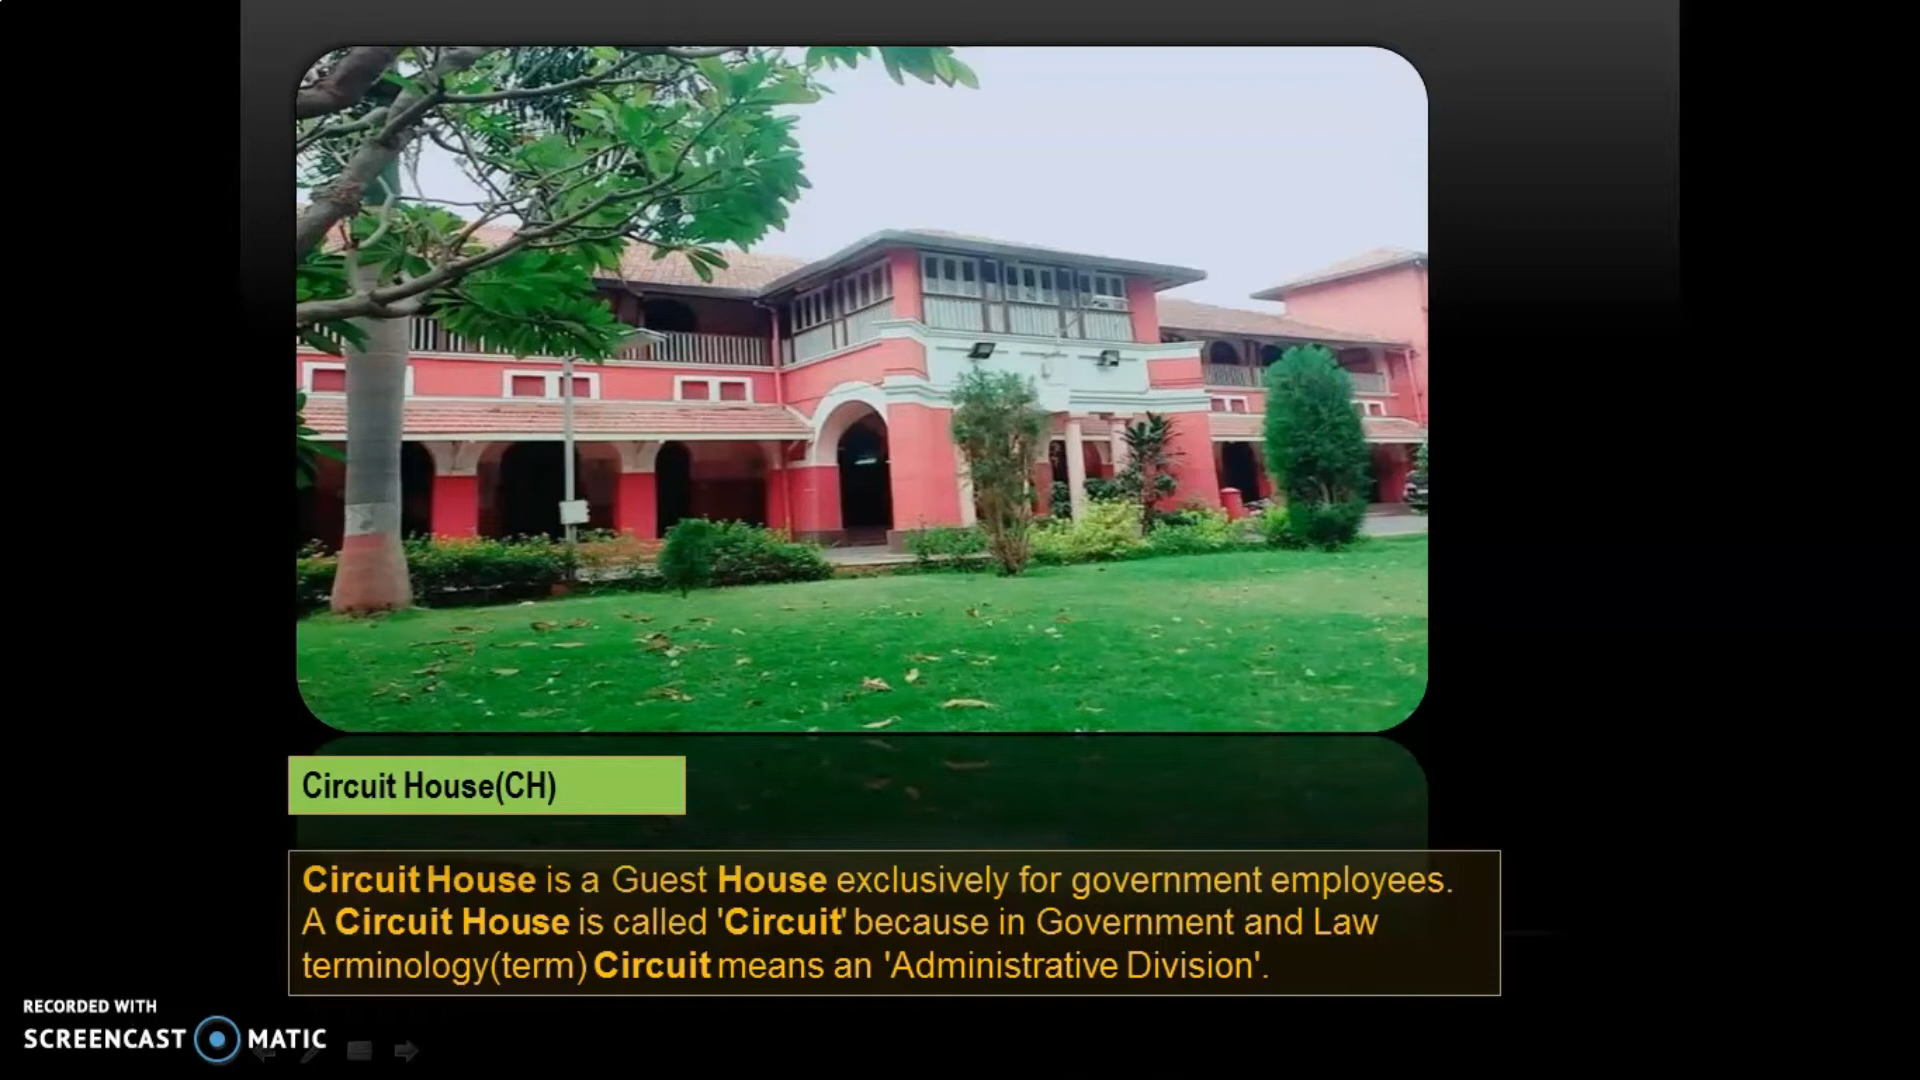 Circuit House(CH)
Circuit House is a Guest House exclusively for government employees.
A Circuit House is called 'Circuit' because in Government and Law
terminology(term) Circuit means an 'Administrative Division'.
RECORDED WITH
SCREENCAST MATIC